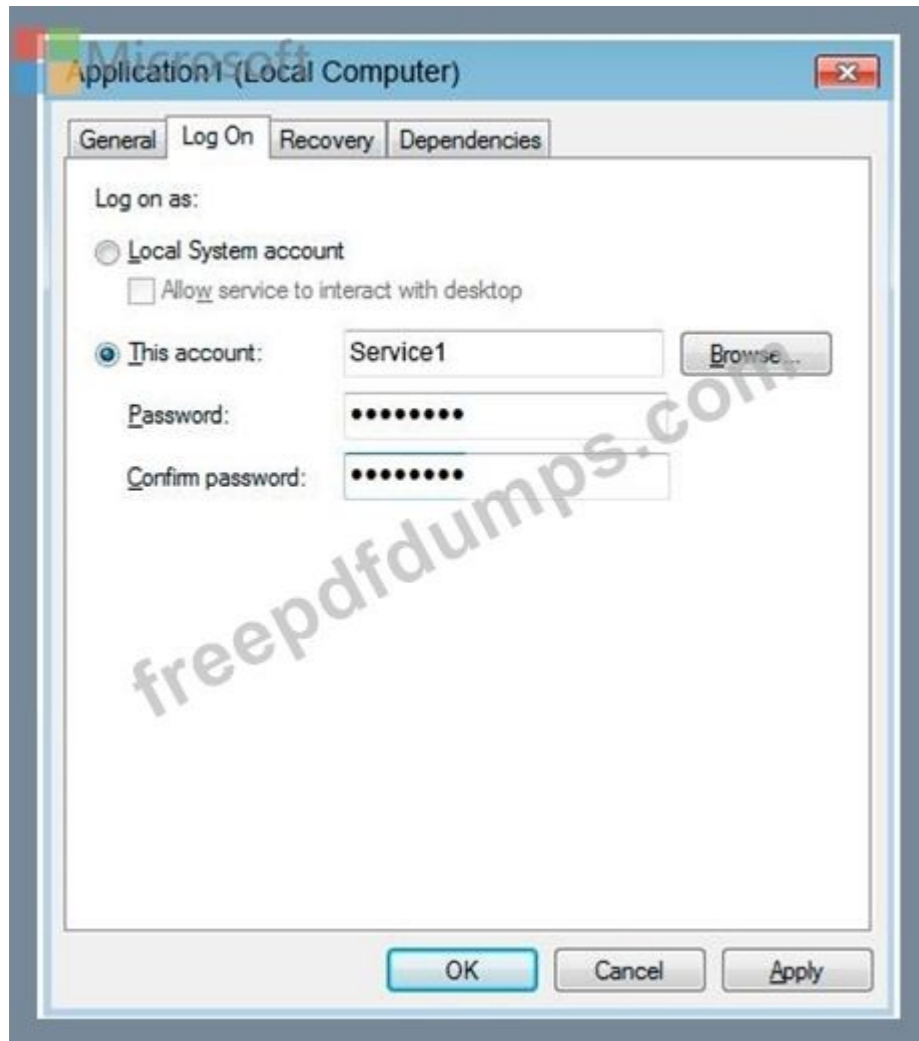 Microsoft
Application1 (Local Computer)
General Log On Recovery Dependencies
Log on as:
Local System account
Allow service to interact with desktop
This account: Service1 Browse...
Password: ••••••••
Confirm password: ••••••••
freepdfdumps.com
OK Cancel Apply